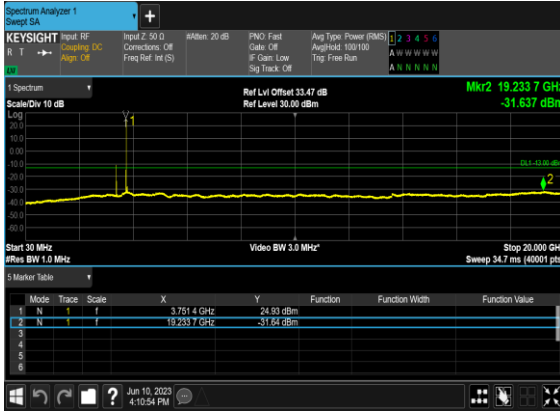 Spectrum Analyzer 1
Swept SA
+
KEYSIGHT Input: RF Input Z: 50 Ω #Atten: 20 dB PNO: Fast Avg Type: Power (RMS) 1 2 3 4 5 6
R T Coupling: DC Corrections: Off Gate: Off Avg|Hold: 100/100 A W W W W W
Align: Off Freq Ref: Int (S) IF Gain: Low Trig: Free Run A N N N N N
Sig Track: Off
1 Spectrum Ref Lvl Offset 33.47 dB Mkr2 19.233 7 GHz
Scale/Div 10 dB Ref Level 30.00 dBm -31.637 dBm
Log
20.0
10.0
0.00
-10.0
-20.0
-30.0
-40.0
-50.0
-60.0
1
DL1 -13.00 dBm
2
Start 30 MHz Video BW 3.0 MHz* Stop 20.000 GHz
#Res BW 1.0 MHz Sweep 34.7 ms (40001 pts
5 Marker Table
Mode Trace Scale X Y Function Function Width Function Value
1 N 1 f 3.751 4 GHz 24.93 dBm
2 N 1 f 19.233 7 GHz -31.64 dBm
3
4
5
6
? Jun 10, 2023
4:10:54 PM